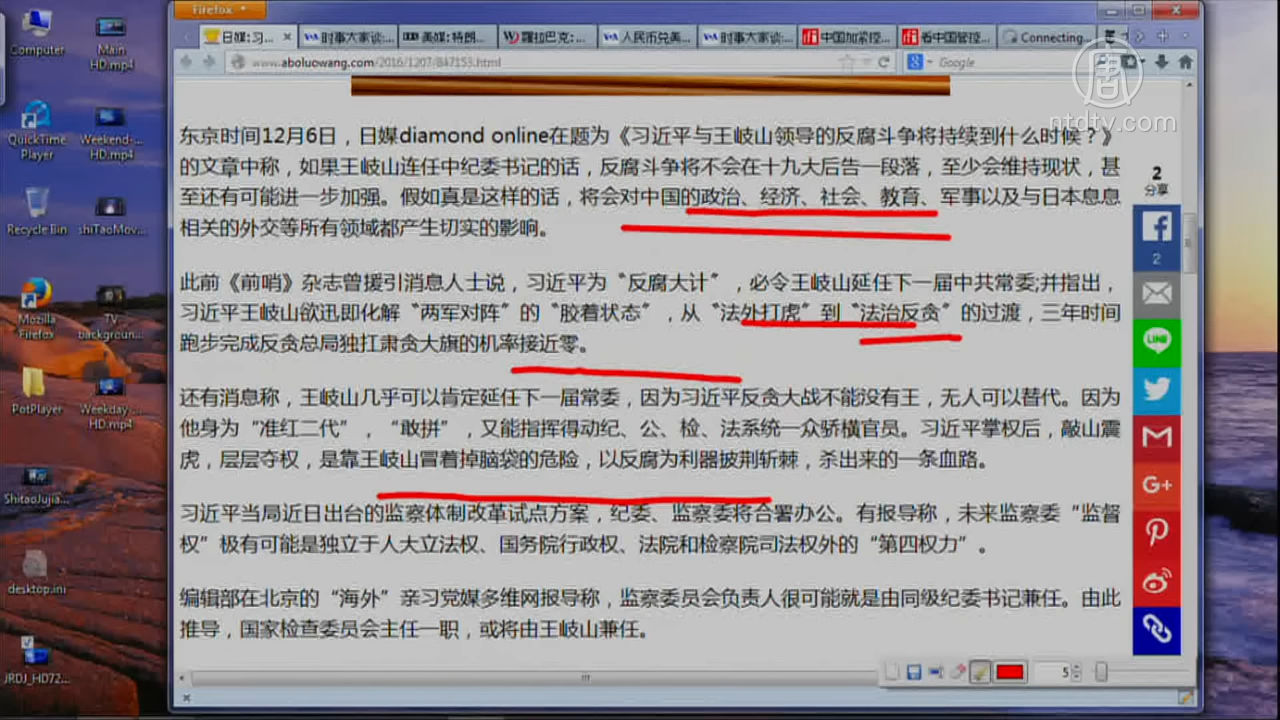 Firefox
日媒:习...
时事大家谈:...
美媒:特朗...
羅拉巴克:...
人民币兑美...
时事大家谈:...
中国加紧控...
看中国管控...
Connecting...
www.aboluowang.com/2016/1207/847153.html
Google
唐
ntdtv.com
东京时间12月6日，日媒diamond online在题为《习近平与王岐山领导的反腐斗争将持续到什么时候？》
的文章中称，如果王岐山连任中纪委书记的话，反腐斗争将不会在十九大后告一段落，至少会维持现状，甚
至还有可能进一步加强。假如真是这样的话，将会对中国的政治、经济、社会、教育、军事以及与日本息息
相关的外交等所有领域都产生切实的影响。
此前《前哨》杂志曾援引消息人士说，习近平为“反腐大计”，必令王岐山延任下一届中共常委;并指出，
习近平王岐山欲迅即化解“两军对阵”的“胶着状态”，从“法外打虎”到“法治反贪”的过渡，三年时间
跑步完成反贪总局独扛肃贪大旗的机率接近零。
还有消息称，王岐山几乎可以肯定延任下一届常委，因为习近平反贪大战不能没有王，无人可以替代。因为
他身为“准红二代”，“敢拼”，又能指挥得动纪、公、检、法系统一众骄横官员。习近平掌权后，敲山震
虎，层层夺权，是靠王岐山冒着掉脑袋的危险，以反腐为利器披荆斩棘，杀出来的一条血路。
习近平当局近日出台的监察体制改革试点方案，纪委、监察委将合署办公。有报导称，未来监察委“监督
权”极有可能是独立于人大立法权、国务院行政权、法院和检察院司法权外的“第四权力”。
编辑部在北京的“海外”亲习党媒多维网报导称，监察委员会负责人很可能就是由同级纪委书记兼任。由此
推导，国家检查委员会主任一职，或将由王岐山兼任。
2
分享
2
LINE
G+
5
Computer
Main
HD.mp4
QuickTime
Player
Weekend-...
HD.mp4
Recycle Bin
shiTaoMov...
Mozilla
Firefox
TV
backgroun...
PotPlayer
Weekday_...
HD.mp4
ShitaoJujia...
desktop.ini
JRDJ_HD72...